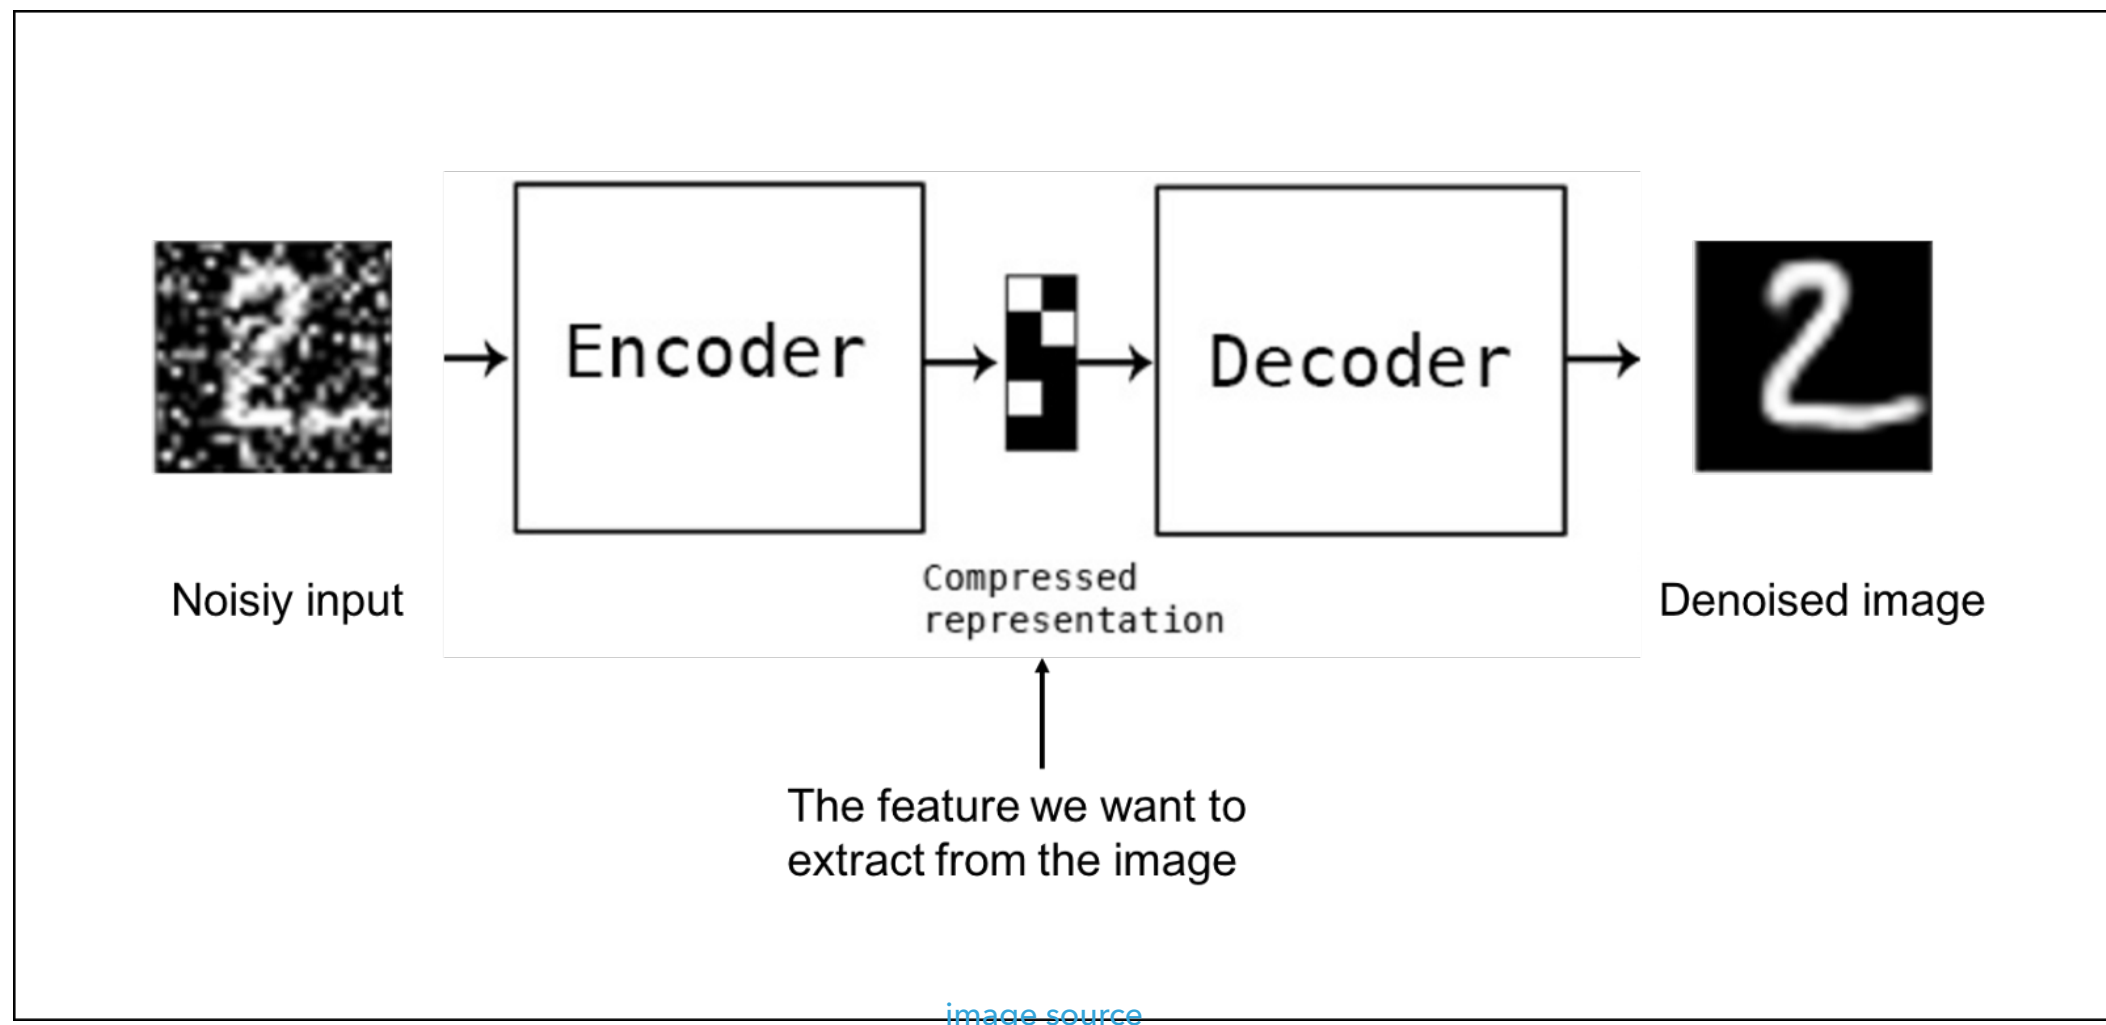 Encoder
Decoder
Compressed
representation
Noisiy input
Denoised image
The feature we want to
extract from the image
image source